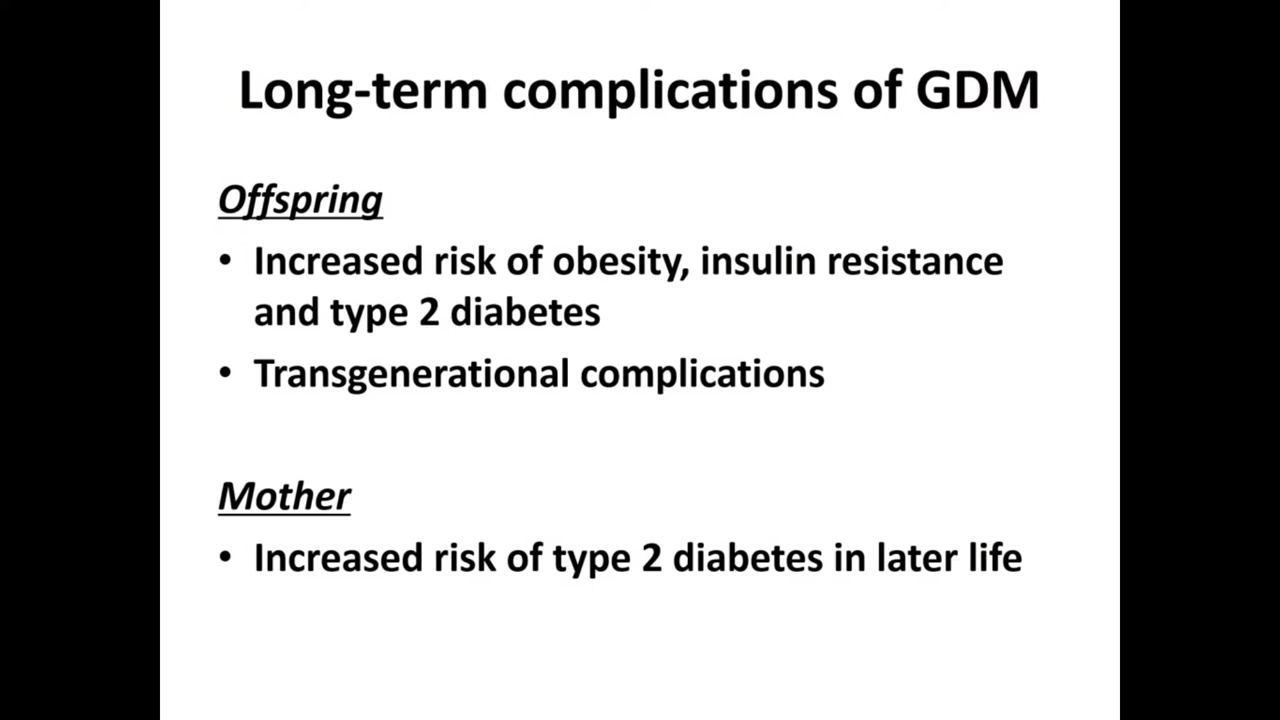 Long-term complications of GDM
Offspring
• Increased risk of obesity, insulin resistance
and type 2 diabetes
• Transgenerational complications
Mother
• Increased risk of type 2 diabetes in later life